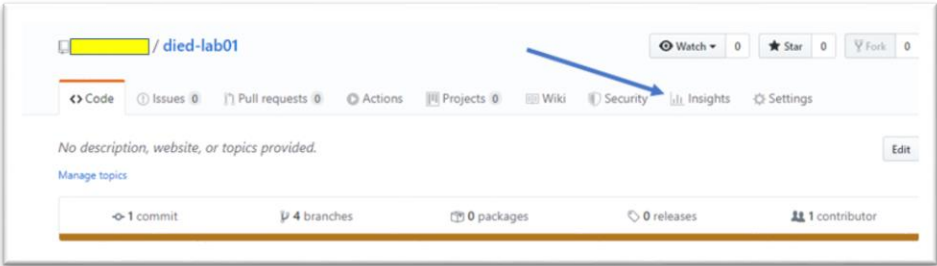 / died-lab01
Watch 0 Star 0 Fork 0
Code Issues 0 Pull requests 0 Actions Projects 0 Wiki Security Insights Settings
No description, website, or topics provided.
Edit
Manage topics
1 commit 4 branches 0 packages 0 releases 1 contributor